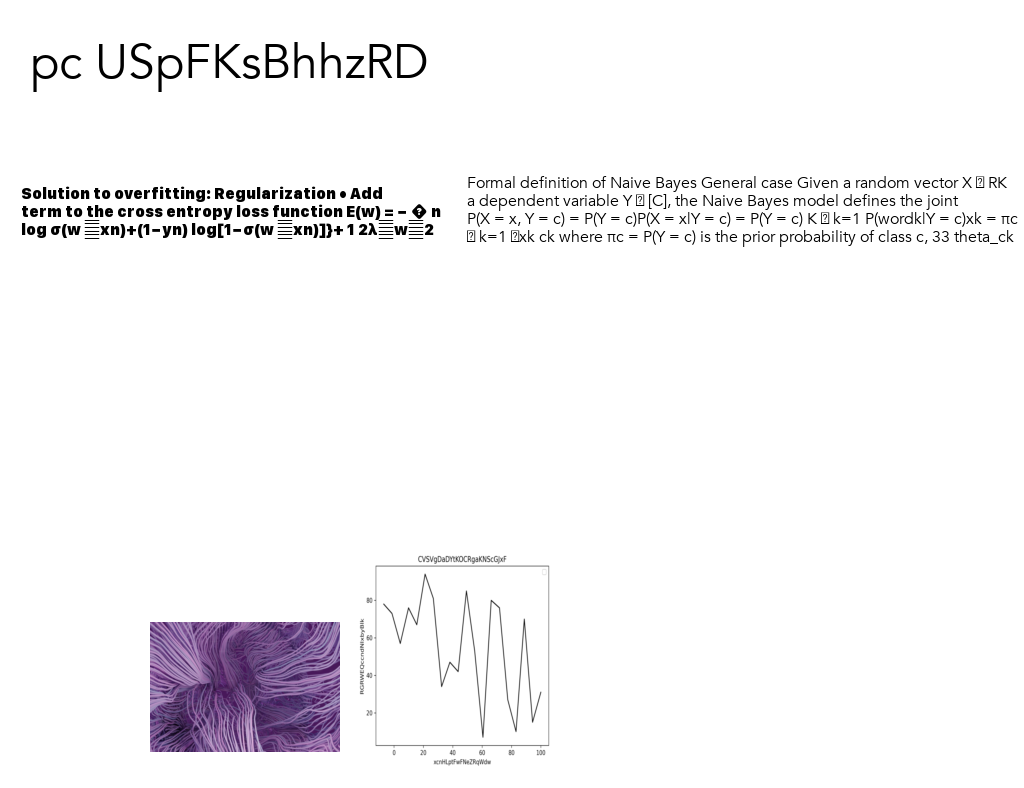 pc USpFKsBhhzRD
Solution to overfitting: Regularization • Add
term to the cross entropy loss function E(w) = − � n
log σ(w xn)+(1−yn) log[1−σ(w xn)]}+ 1 2λ w 2
Formal definition of Naive Bayes General case Given a random vector X RK
a dependent variable Y [C], the Naive Bayes model defines the joint
P(X = x, Y = c) = P(Y = c)P(X = x|Y = c) = P(Y = c) K k=1 P(wordk|Y = c)xk = πc
k=1 xk ck where πc = P(Y = c) is the prior probability of class c, 33 theta_ck
CVSVgDaDYtKOCRgaKNScGJxF
80
60
40
20
0 20 40 60 80 100